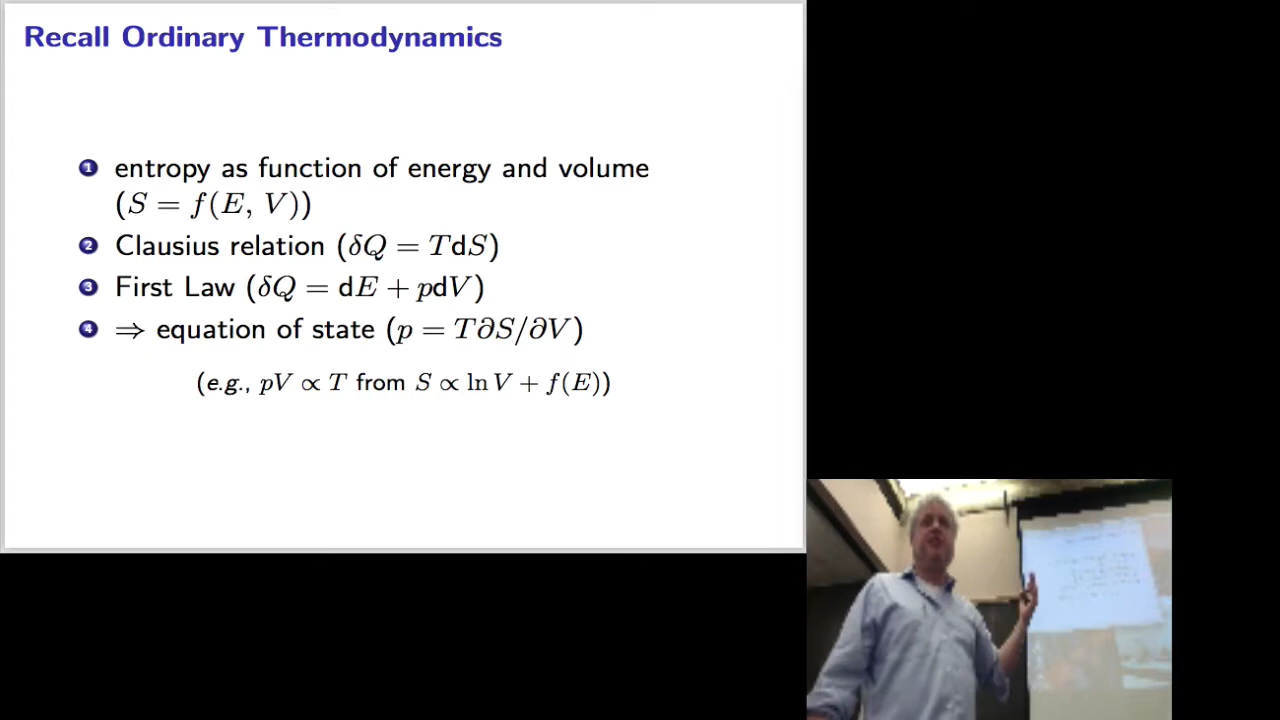 Recall Ordinary Thermodynamics
1 entropy as function of energy and volume
(S = f(E, V))
2 Clausius relation (δQ = TdS)
3 First Law (δQ = dE + pdV)
4 ⇒ equation of state (p = T∂S/∂V)
(e.g., pV ∝ T from S ∝ ln V + f(E))